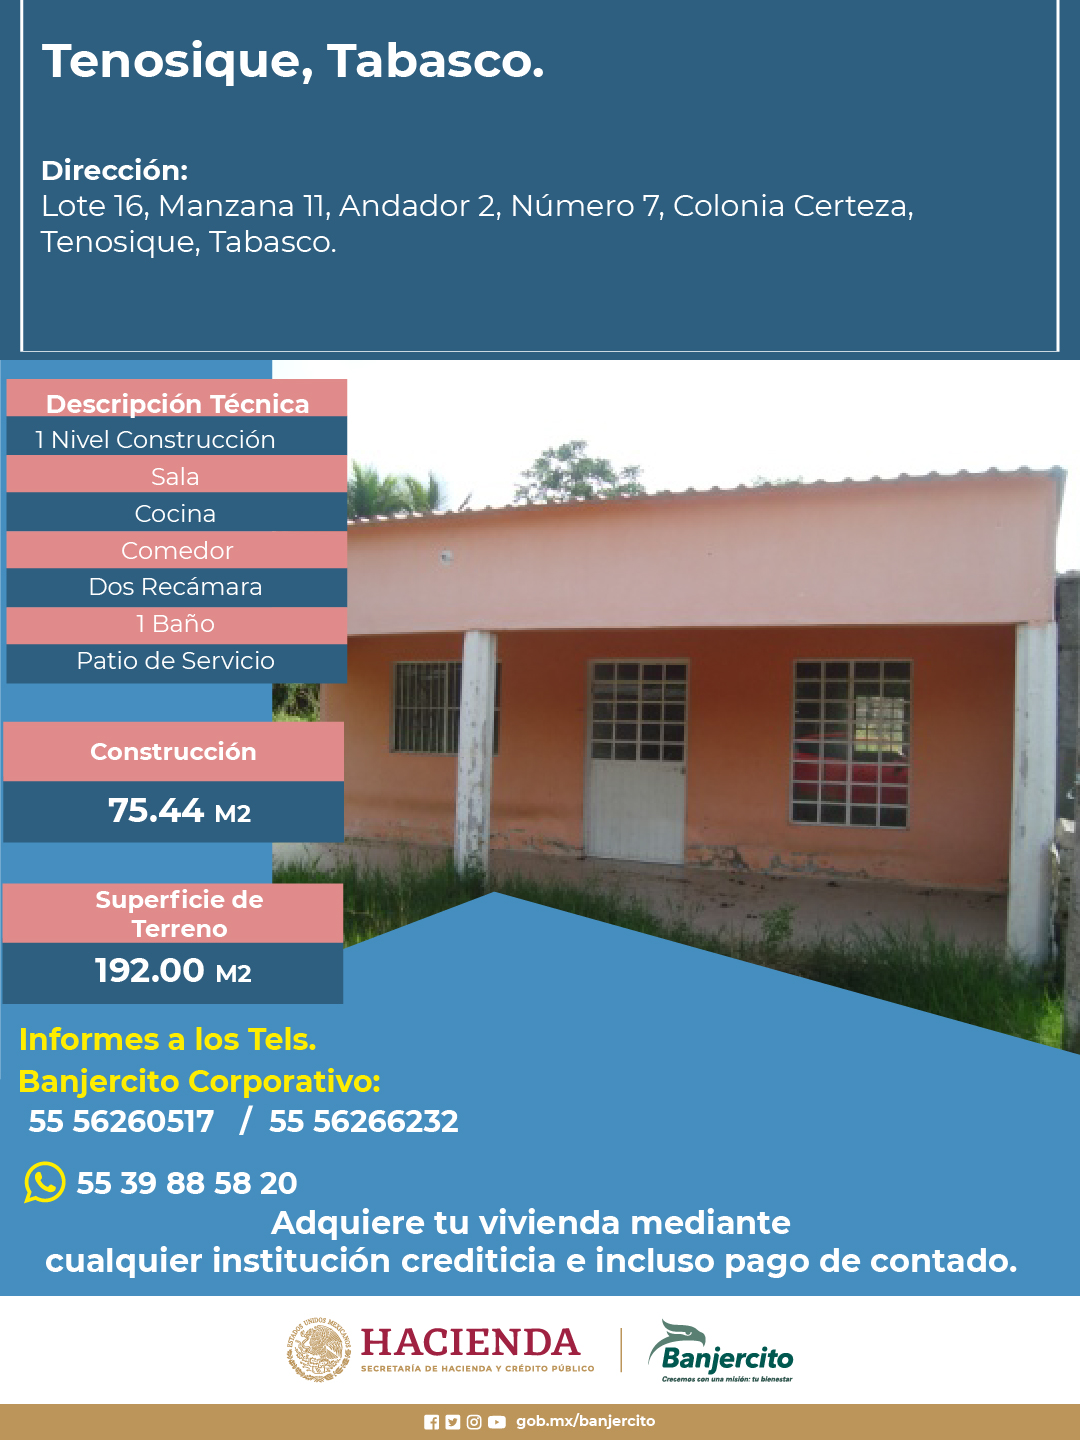 Tenosique, Tabasco.
Dirección:
Lote 16, Manzana 11, Andador 2, Número 7, Colonia Certeza,
Tenosique, Tabasco.
Descripción Técnica
1 Nivel Construcción
Sala
Cocina
Comedor
Dos Recámara
1 Baño
Patio de Servicio
Construcción
75.44 M2
Superficie de
Terreno
192.00 M2
Informes a los Tels.
Banjercito Corporativo:
55 56260517 / 55 56266232
55 39 88 58 20
Adquiere tu vivienda mediante
cualquier institución crediticia e incluso pago de contado.
ESTADOS UNIDOS MEXICANOS
HACIENDA
SECRETARÍA DE HACIENDA Y CRÉDITO PÚBLICO
Banjercito
Crecemos con una misión: tu bienestar
gob.mx/banjercito